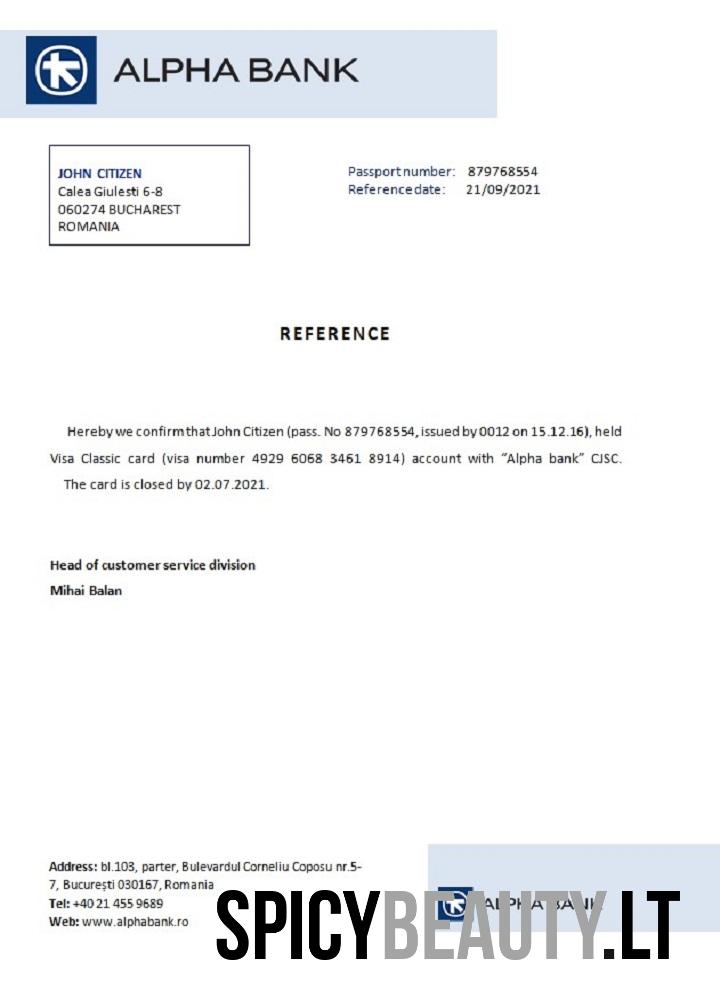 ALPHA BANK
JOHN CITIZEN
Calea Giulesti 6-8
060274 BUCHAREST
ROMANIA
Passport number: 879768554
Reference date: 21/09/2021
REFERENCE
Hereby we confirm that John Citizen (pass. No 879768554, issued by 0012 on 15.12.16), held
Visa Classic card (visa number 4929 6068 3461 8914) account with “Alpha bank” CJSC.
The card is closed by 02.07.2021.
Head of customer service division
Mihai Balan
Address: bl.103, parter, Bulevardul Corneliu Coposu nr.5-
7, București 030167, Romania
Tel: +40 21 455 9689
Web: www.alphabank.ro
ALPHA BANK
SPICYBEAUTY.LT